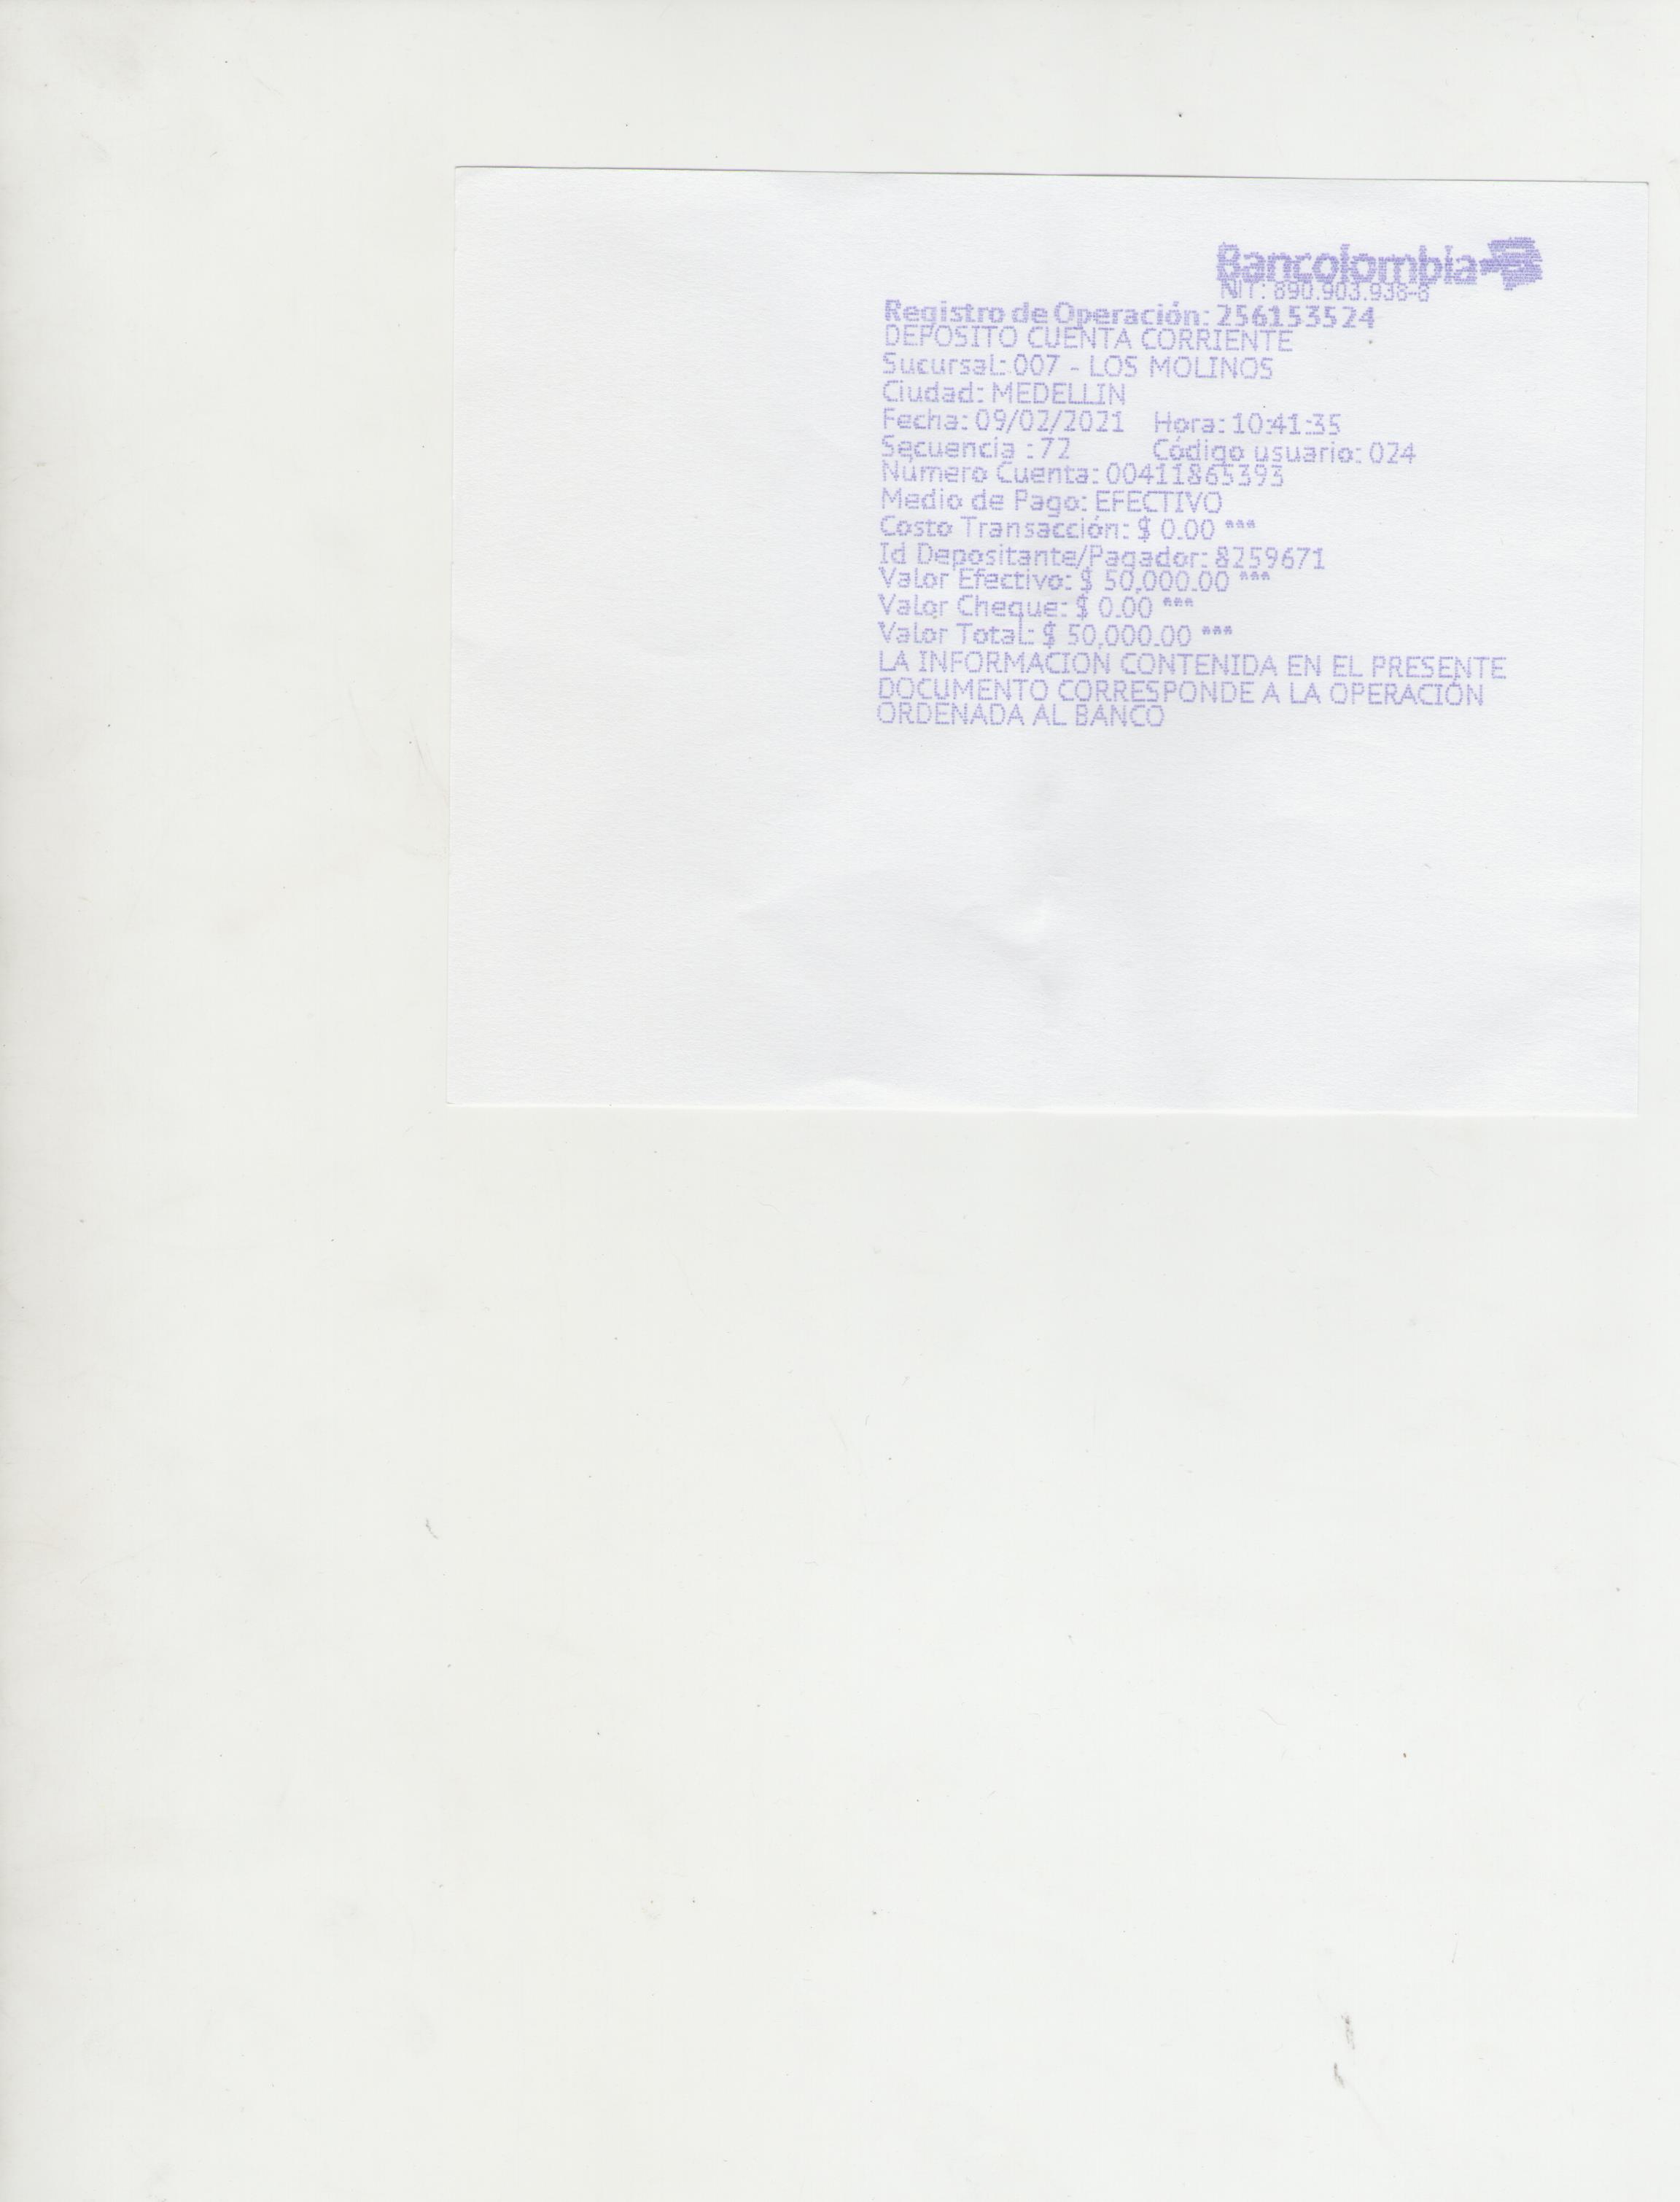 Bancolombia
NIT: 890.903.938-8
Registro de Operación: 256153524
DEPOSITO CUENTA CORRIENTE
Sucursal: 007 - LOS MOLINOS
Ciudad: MEDELLIN
Fecha: 09/02/2021 Hora: 10:41:35
Secuencia : 72 Código usuario: 024
Número Cuenta: 00411865393
Medio de Pago: EFECTIVO
Costo Transacción: $ 0.00 ***
Id Depositante/Pagador: 8259671
Valor Efectivo: $ 50,000.00 ***
Valor Cheque: $ 0.00 ***
Valor Total: $ 50,000.00 ***
LA INFORMACION CONTENIDA EN EL PRESENTE
DOCUMENTO CORRESPONDE A LA OPERACIÓN
ORDENADA AL BANCO